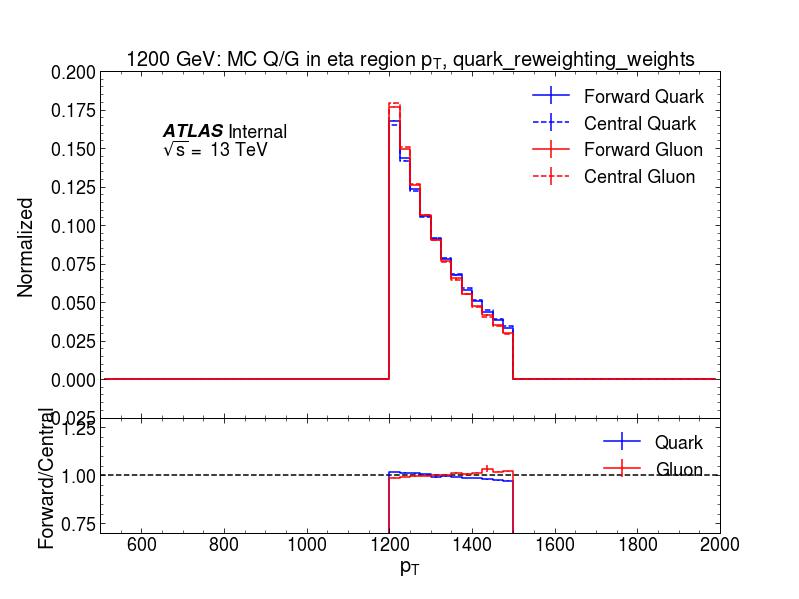 1200 GeV: MC Q/G in eta region pT, quark_reweighting_weights
0.200
0.175
0.150
0.125
0.100
0.075
0.050
0.025
0.000
0.025
Normalized
ATLAS Internal
√s = 13 TeV
Forward Quark
Central Quark
Forward Gluon
Central Gluon
1.25
1.00
0.75
Forward/Central
Quark
Gluon
600 800 1000 1200 1400 1600 1800 2000
pT